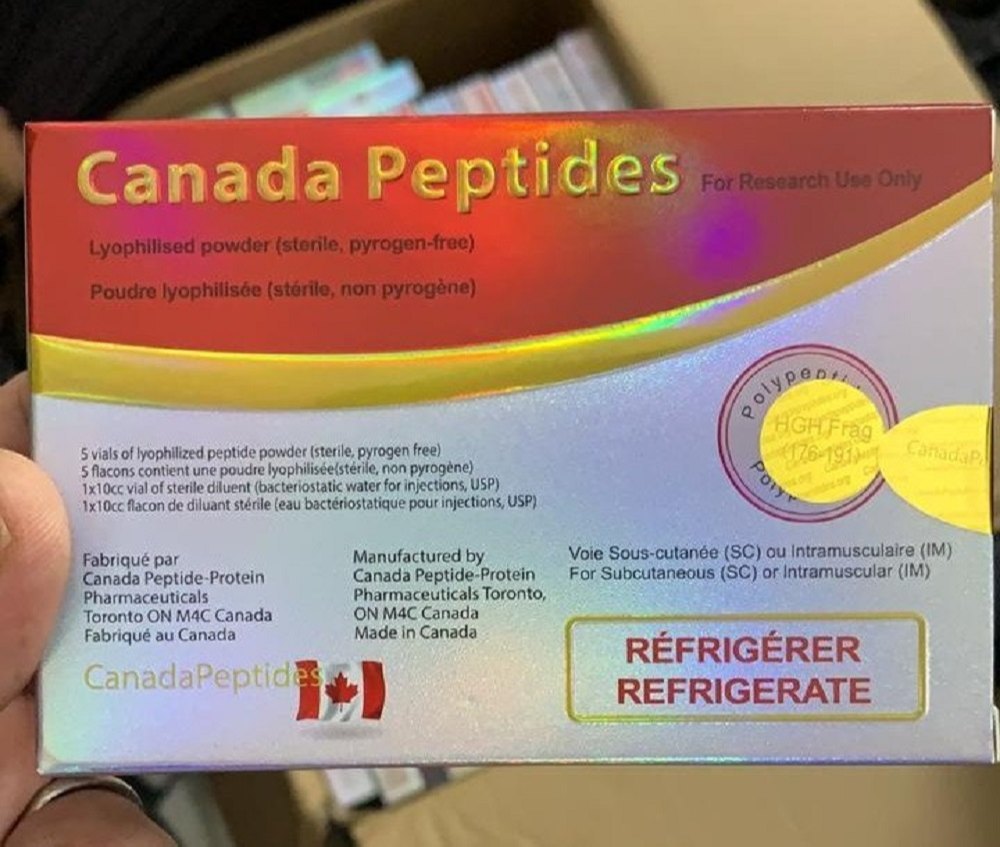 Canada Peptides For Research Use Only
Lyophilised powder (sterile, pyrogen-free)
Poudre lyophilisée (stérile, non pyrogène)
5 vials of lyophilized peptide powder (sterile, pyrogen free)
5 flacons contient une poudre lyophilisée(stérile, non pyrogène)
1x10cc vial of sterile diluent (bacteriostatic water for injections, USP)
1x10cc flacon de diluant stérile (eau bactériostatique pour injections, USP)
HGH Frag
(176-191)
Fabriqué par
Canada Peptide-Protein
Pharmaceuticals
Toronto ON M4C Canada
Fabriqué au Canada
Manufactured by
Canada Peptide-Protein
Pharmaceuticals Toronto,
ON M4C Canada
Made in Canada
Voie Sous-cutanée (SC) ou Intramusculaire (IM)
For Subcutaneous (SC) or Intramuscular (IM)
CanadaPeptides
RÉFRIGÉRER
REFRIGERATE